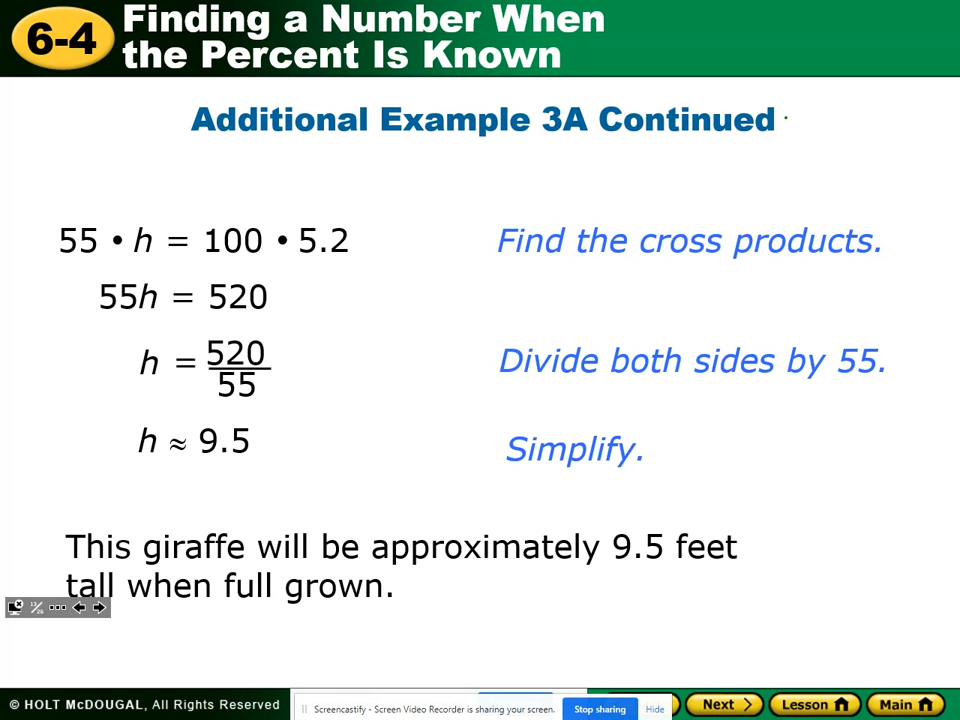 6-4
Finding a Number When
the Percent Is Known
Additional Example 3A Continued
55 • h = 100 • 5.2
Find the cross products.
55h = 520
h = 520
55
Divide both sides by 55.
h ≈ 9.5
Simplify.
This giraffe will be approximately 9.5 feet
tall when full grown.
© HOLT McDOUGAL, All Rights Reserved
Screencastify - Screen Video Recorder is sharing your screen.
Stop sharing
Hide
Next
Lesson
Main